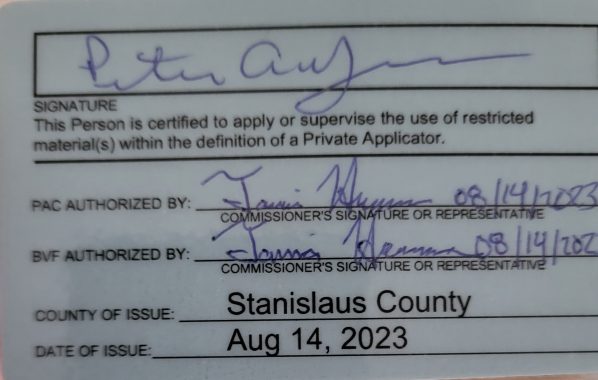 Peter
SIGNATURE
This Person is certified to apply or supervise the use of restricted
material(s) within the definition of a Private Applicator.
PAC AUTHORIZED BY: 08/14/2023
COMMISSIONER'S SIGNATURE OR REPRESENTATIVE
BVF AUTHORIZED BY: 08/14/202
COMMISSIONER'S SIGNATURE OR REPRESENTATIVE
COUNTY OF ISSUE: Stanislaus County
DATE OF ISSUE: Aug 14, 2023